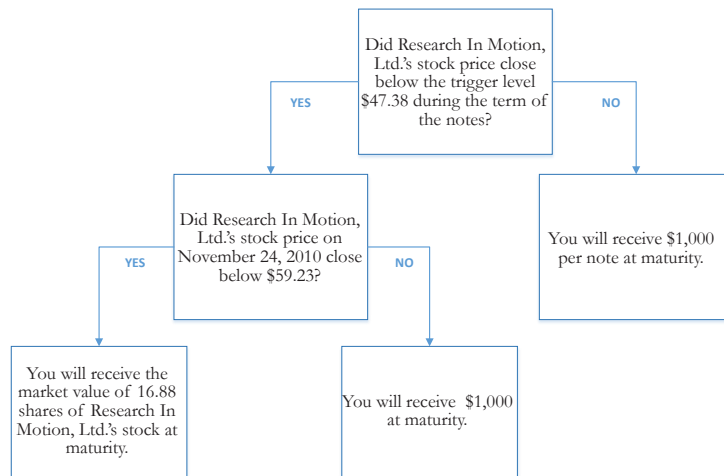 Did Research In Motion,
Ltd.'s stock price close
below the trigger level
$47.38 during the term of
the notes?
YES
NO
Did Research In Motion,
Ltd.'s stock price on
November 24, 2010 close
below $59.23?
You will receive $1,000
per note at maturity.
YES
NO
You will receive the
market value of 16.88
shares of Research In
Motion, Ltd.'s stock at
maturity.
You will receive $1,000
at maturity.